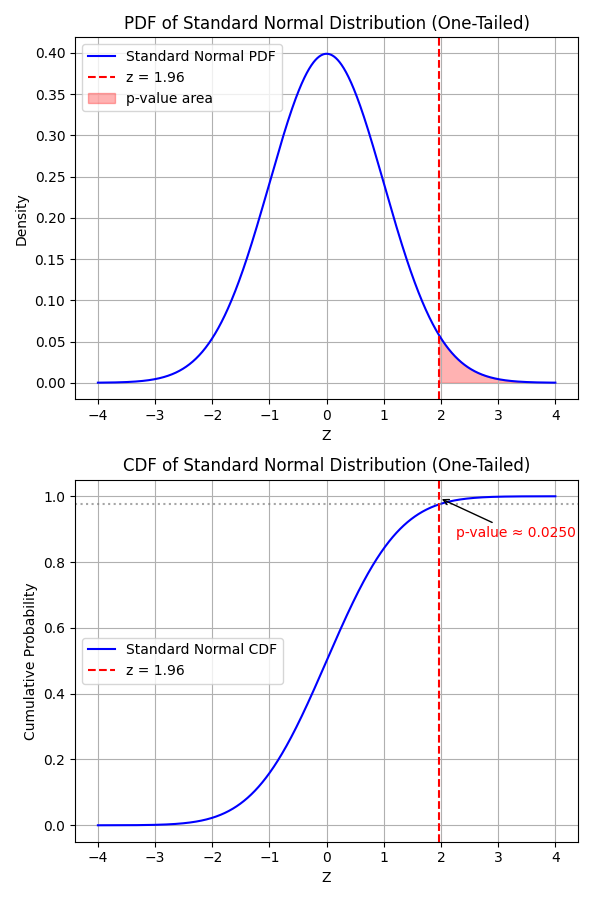 PDF of Standard Normal Distribution (One-Tailed)
Standard Normal PDF
z = 1.96
p-value area
0.40
0.35
0.30
0.25
0.20
0.15
0.10
0.05
0.00
Density
−4 −3 −2 −1 0 1 2 3 4
Z
CDF of Standard Normal Distribution (One-Tailed)
1.0
p-value ≈ 0.0250
0.8
0.6
Standard Normal CDF
z = 1.96
0.4
0.2
0.0
Cumulative Probability
−4 −3 −2 −1 0 1 2 3 4
Z